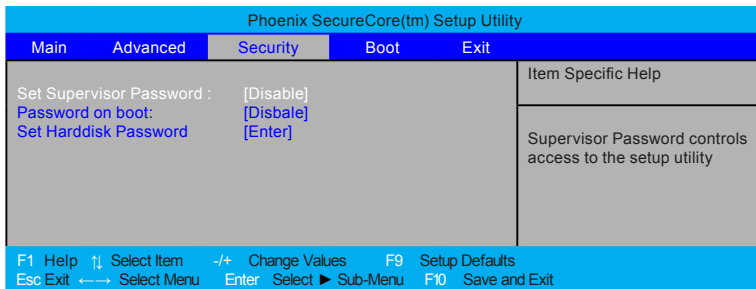 Phoenix SecureCore(tm) Setup Utility
Main Advanced Security Boot Exit
Set Supervisor Password : [Disable]
Password on boot: [Disbale]
Set Harddisk Password [Enter]
Item Specific Help
Supervisor Password controls
access to the setup utility
F1 Help ↑↓ Select Item -/+ Change Values F9 Setup Defaults
Esc Exit ←→ Select Menu Enter Select ► Sub-Menu F10 Save and Exit